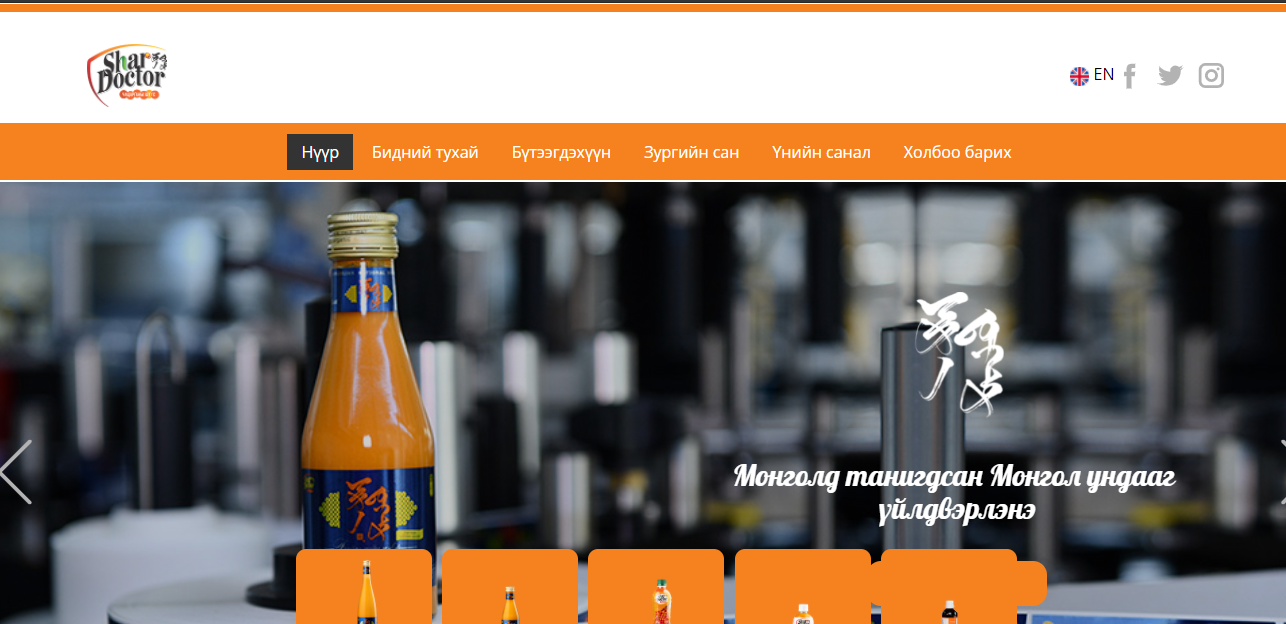 Shar
Doctor
EN
Нүүр Бидний тухай Бүтээгдэхүүн Зургийн сан Үнийн санал Холбоо барих
Монголд танигдсан Монгол ундааг
үйлдвэрлэнэ